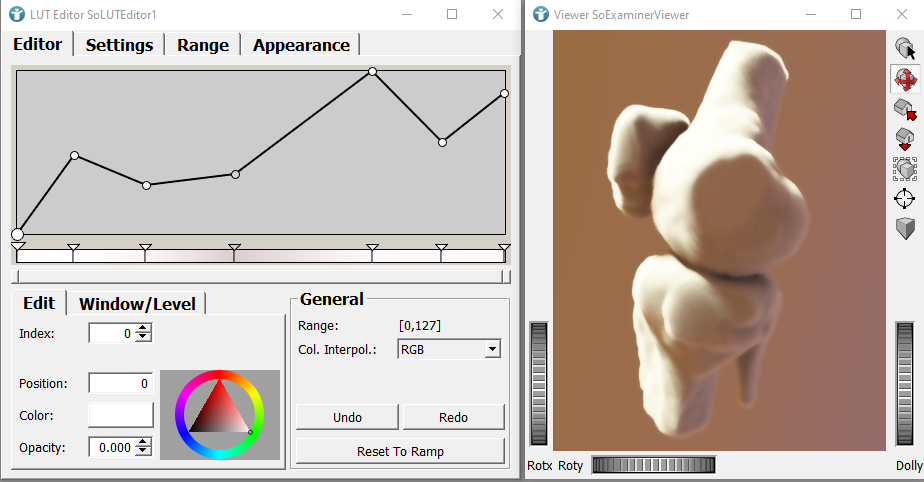 LUT Editor SoLUTEditor1
Editor
Settings
Range
Appearance
Edit
Window/Level
Index:
0
Position:
0
Color:
Opacity:
0.000
General
Range:
[0,127]
Col. Interpol.:
RGB
Undo
Redo
Reset To Ramp
Viewer SoExaminerViewer
Rotx Roty
Dolly